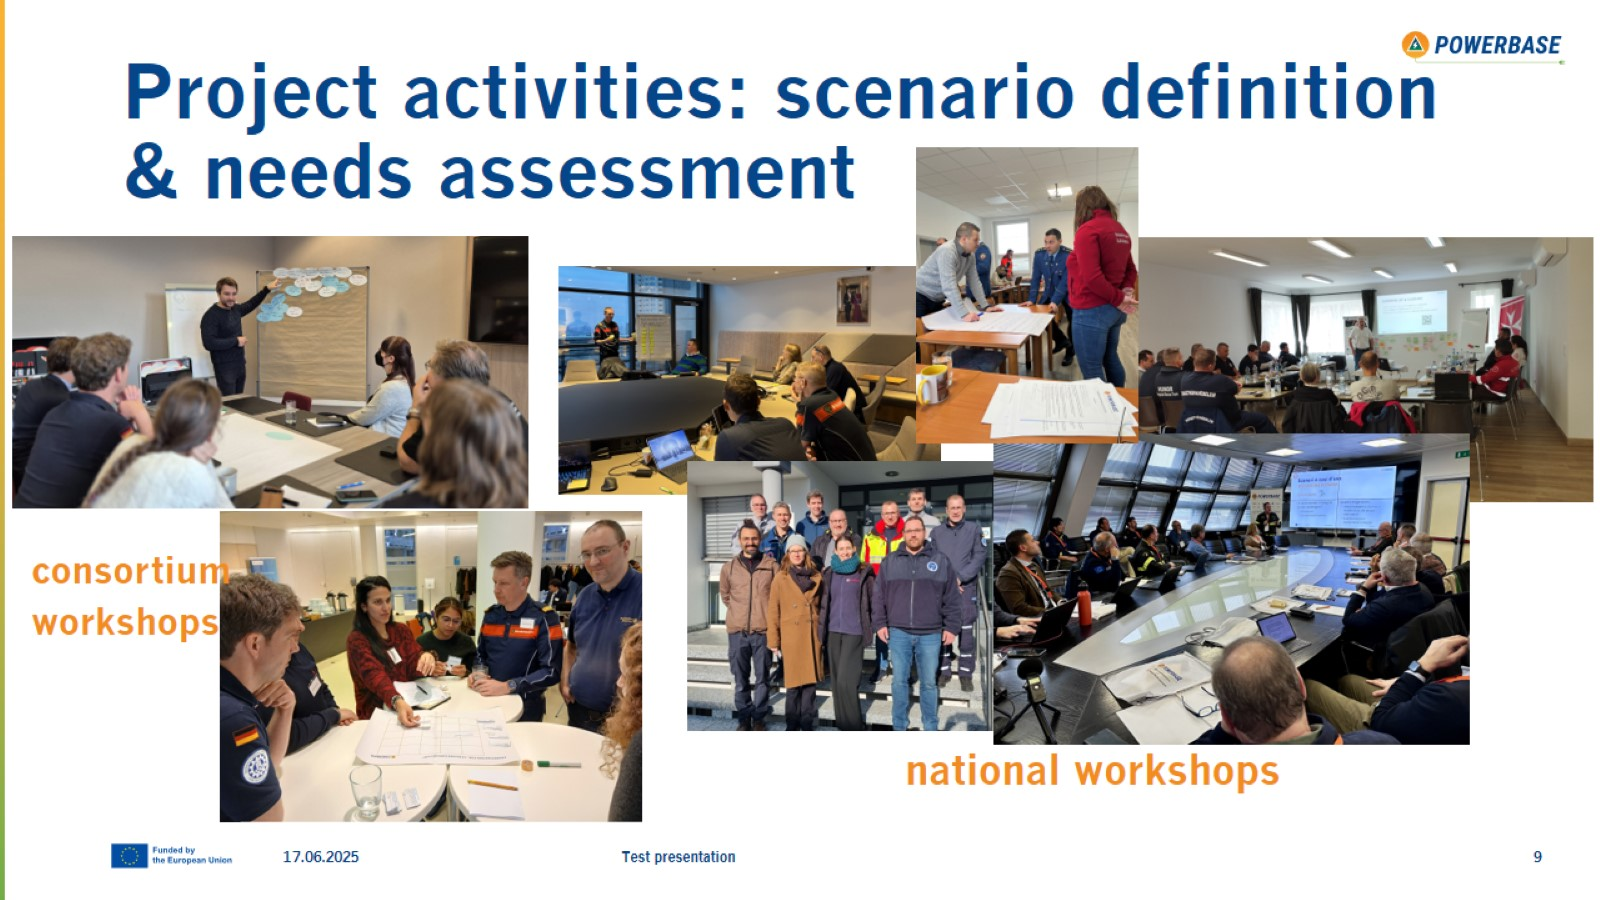 POWERBASE
Project activities: scenario definition
& needs assessment
consortium
workshops
national workshops
Funded by
the European Union
17.06.2025
Test presentation
9